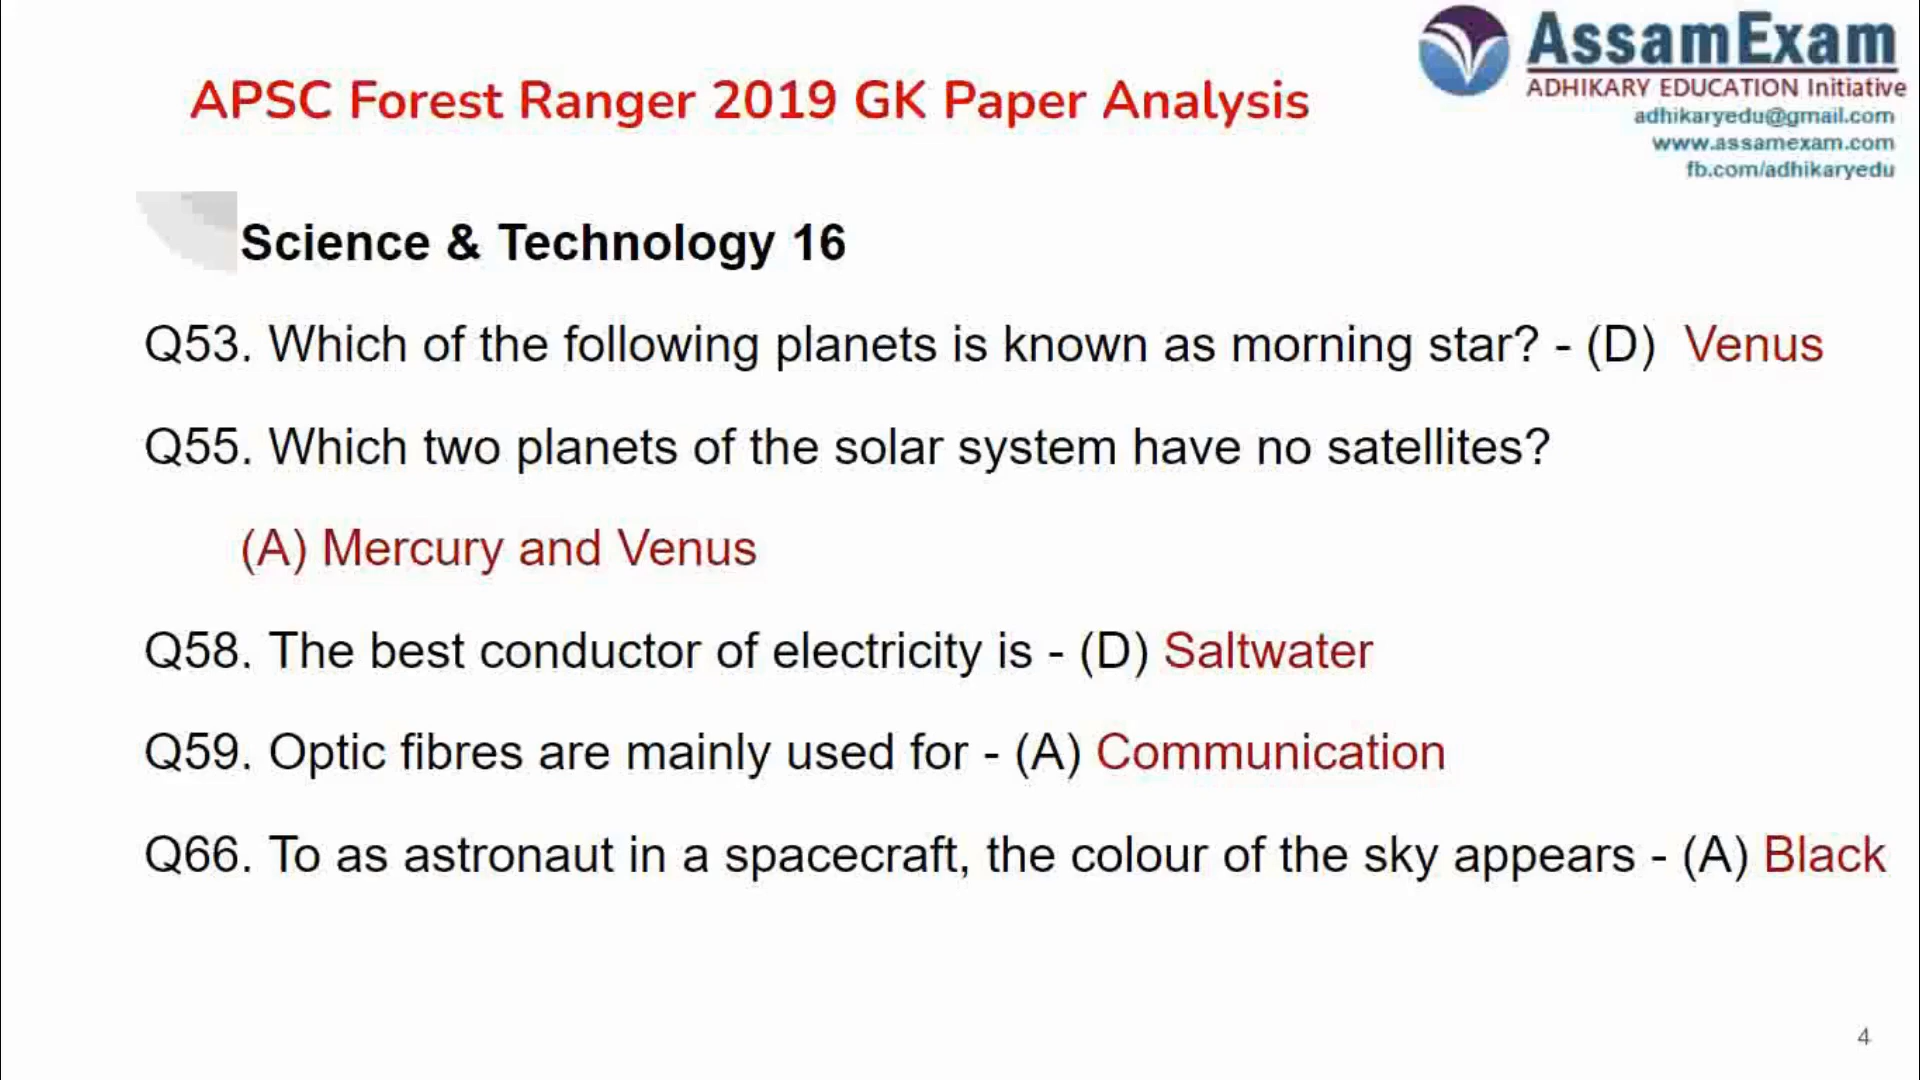 AssamExam
ADHIKARY EDUCATION Initiative
adhikaryedu@gmail.com
www.assamexam.com
fb.com/adhikaryedu
APSC Forest Ranger 2019 GK Paper Analysis
Science & Technology 16
Q53. Which of the following planets is known as morning star? - (D) Venus
Q55. Which two planets of the solar system have no satellites?
(A) Mercury and Venus
Q58. The best conductor of electricity is - (D) Saltwater
Q59. Optic fibres are mainly used for - (A) Communication
Q66. To as astronaut in a spacecraft, the colour of the sky appears - (A) Black
4